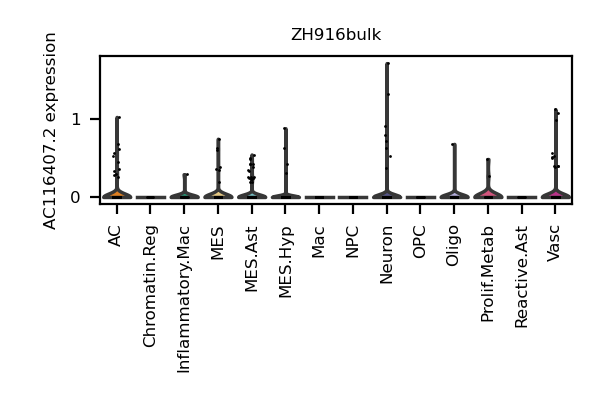 ZH916bulk
AC116407.2 expression
1
0
AC
Chromatin.Reg
Inflammatory.Mac
MES
MES.Ast
MES.Hyp
Mac
NPC
Neuron
OPC
Oligo
Prolif.Metab
Reactive.Ast
Vasc